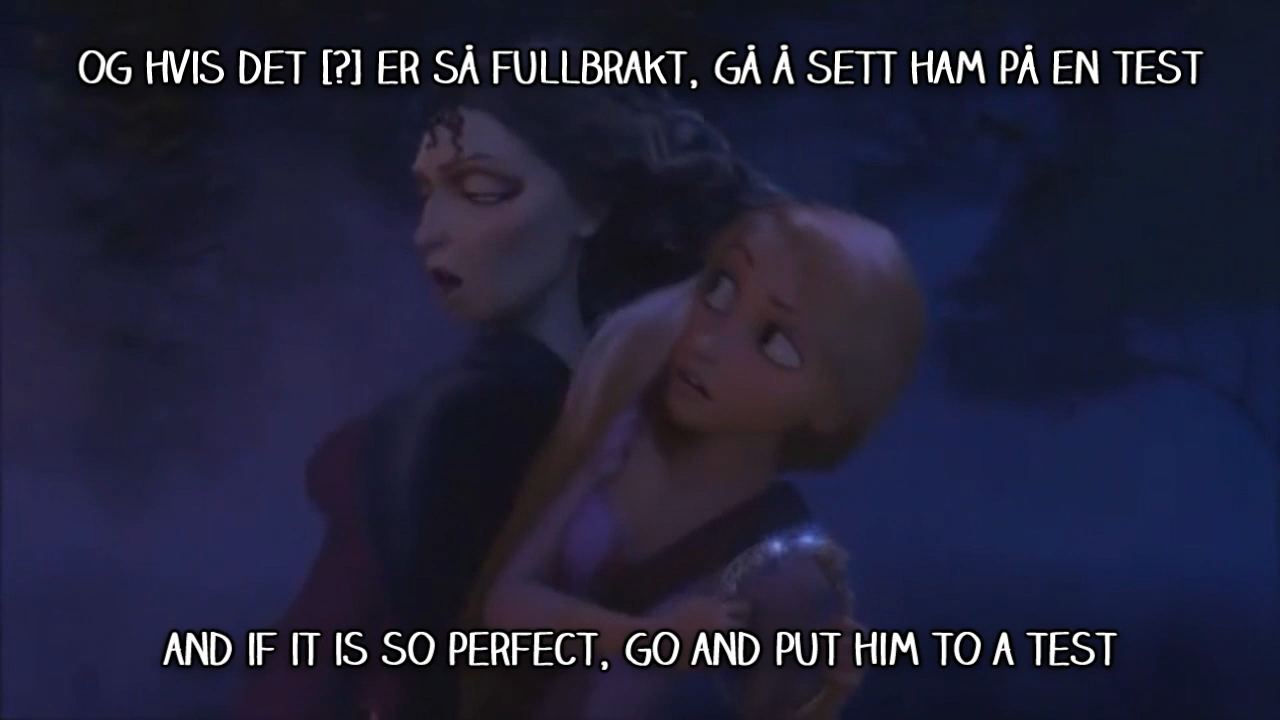 OG HVIS DET [?] ER SÅ FULLBRAKT, GÅ Å SETT HAM PÅ EN TEST
AND IF IT IS SO PERFECT, GO AND PUT HIM TO A TEST